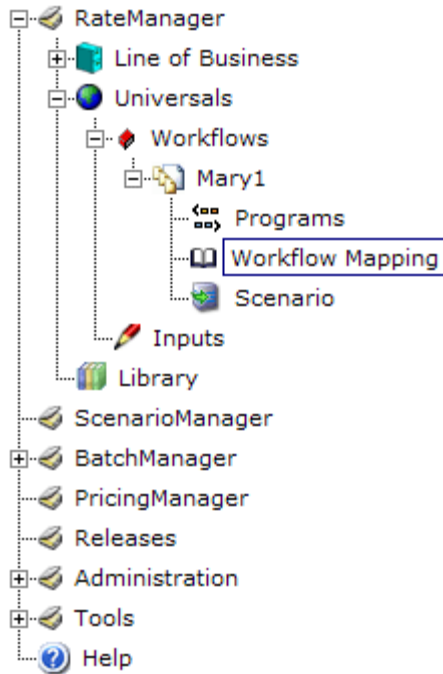 RateManager
Line of Business
Universals
Workflows
Mary1
Programs
Workflow Mapping
Scenario
Inputs
Library
ScenarioManager
BatchManager
PricingManager
Releases
Administration
Tools
Help